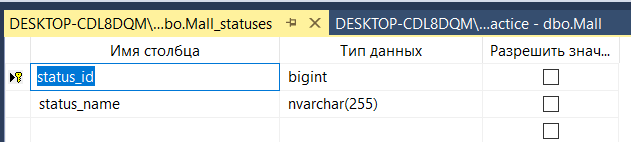 DESKTOP-CDL8DQM\...bo.Mall_statuses DESKTOP-CDL8DQM\...actice - dbo.Mall
Имя столбца Тип данных Разрешить знач...
status_id bigint
status_name nvarchar(255)